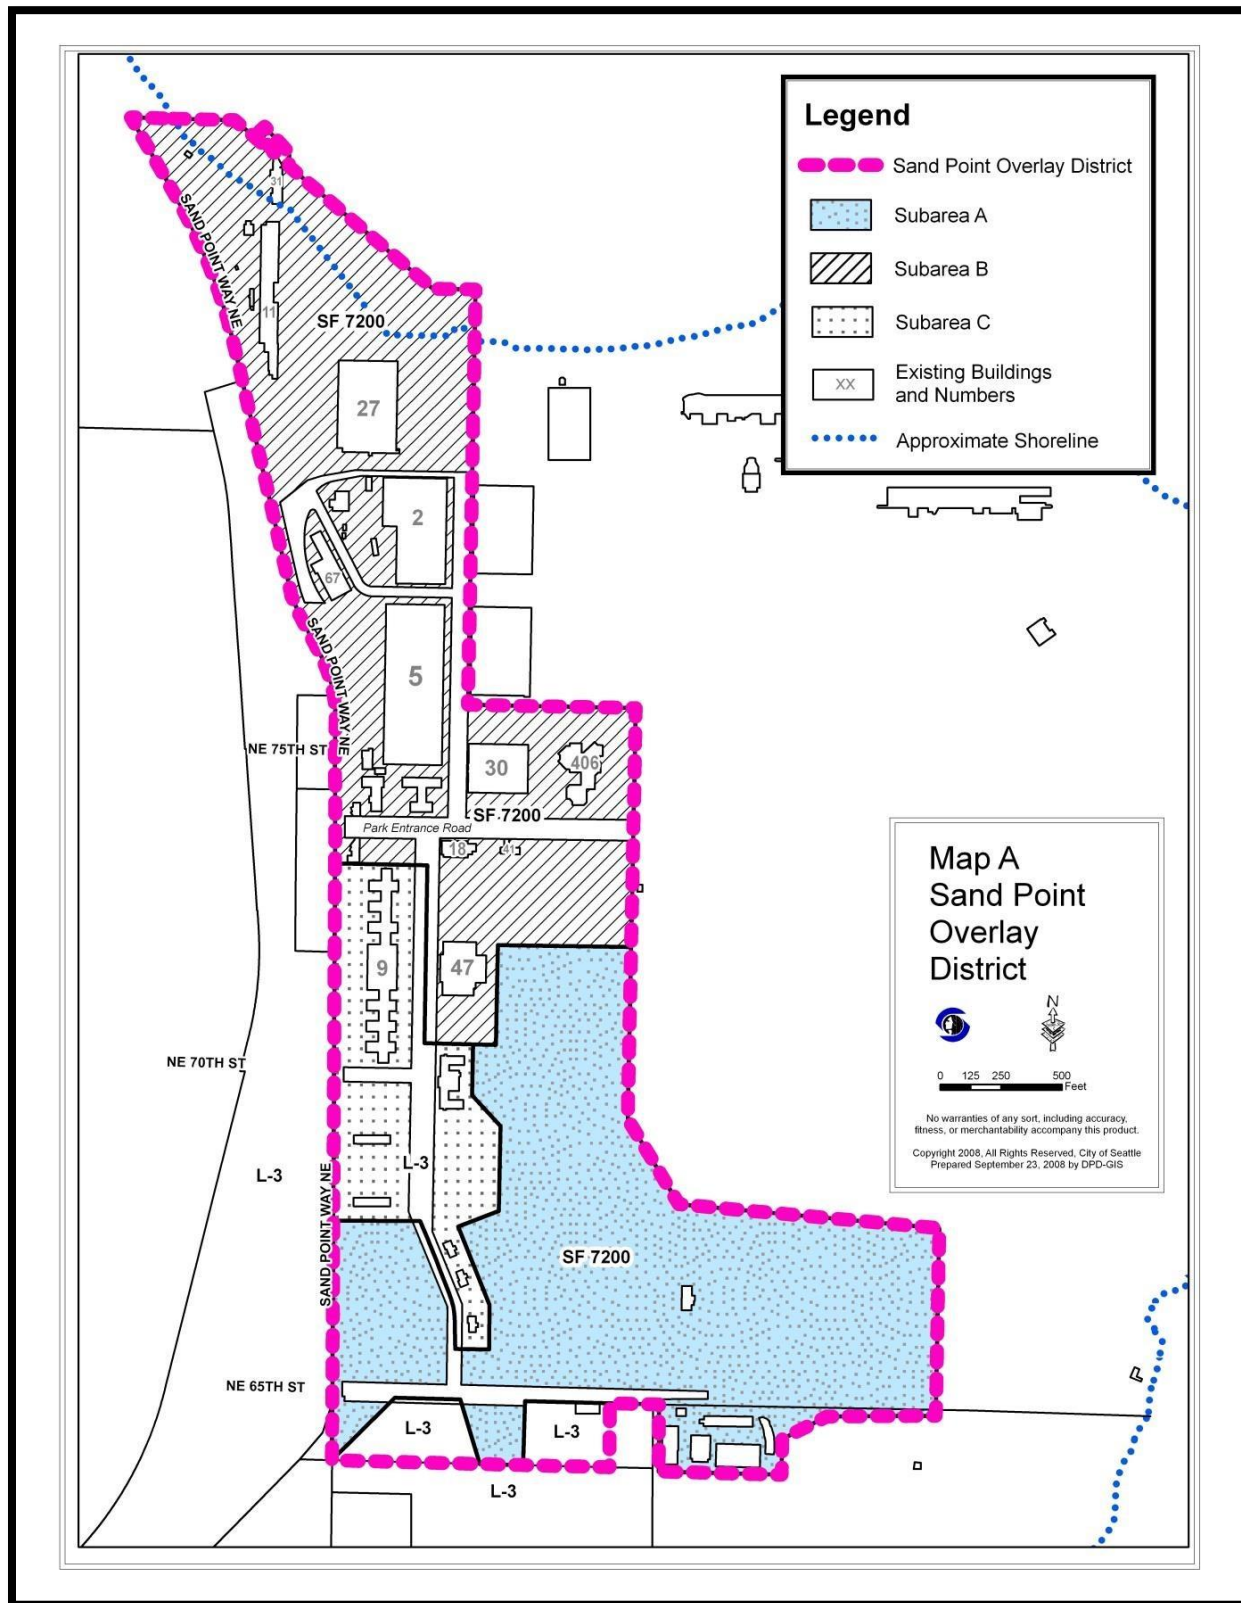 Legend
Sand Point Overlay District
Subarea A
Subarea B
Subarea C
XX
Existing Buildings
and Numbers
Approximate Shoreline
31
SAND POINT WAY NE
11
SF 7200
27
2
67
SAND POINT WAY NE
5
NE 75TH ST
30
406
SF 7200
Park Entrance Road
18
41
9
47
NE 70TH ST
L-3
L-3
SAND POINT WAY NE
SF 7200
NE 65TH ST
L-3
L-3
L-3
Map A
Sand Point
Overlay
District
N
0 125 250 500
Feet
No warranties of any sort, including accuracy,
fitness, or merchantability accompany this product.
Copyright 2008, All Rights Reserved, City of Seattle
Prepared September 23, 2008 by DPD-GIS